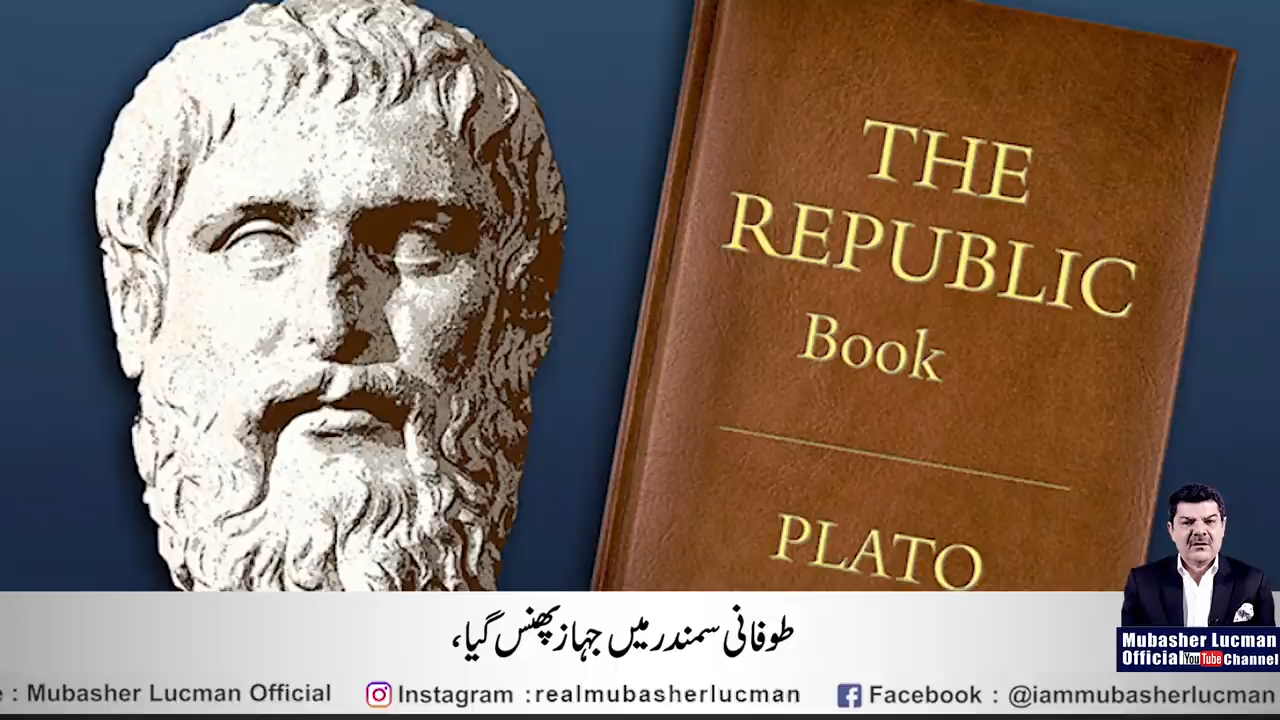 THE
REPUBLIC
Book
PLATO
طوفانی سمندر میں جہاز پھنس گیا،
Mubasher Lucman
Official YouTube Channel
: Mubasher Lucman Official Instagram :realmubasherlucman Facebook : @iammubasherlucman